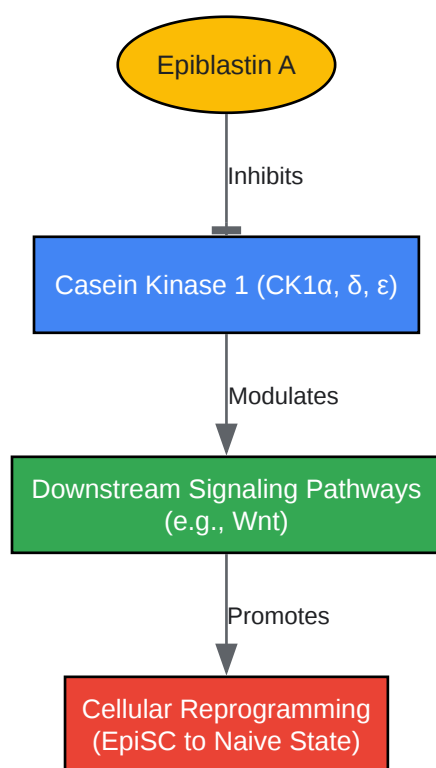 Epiblastin A
Inhibits
Casein Kinase 1 (CK1α, δ, ε)
Modulates
Downstream Signaling Pathways
(e.g., Wnt)
Promotes
Cellular Reprogramming
(EpiSC to Naive State)